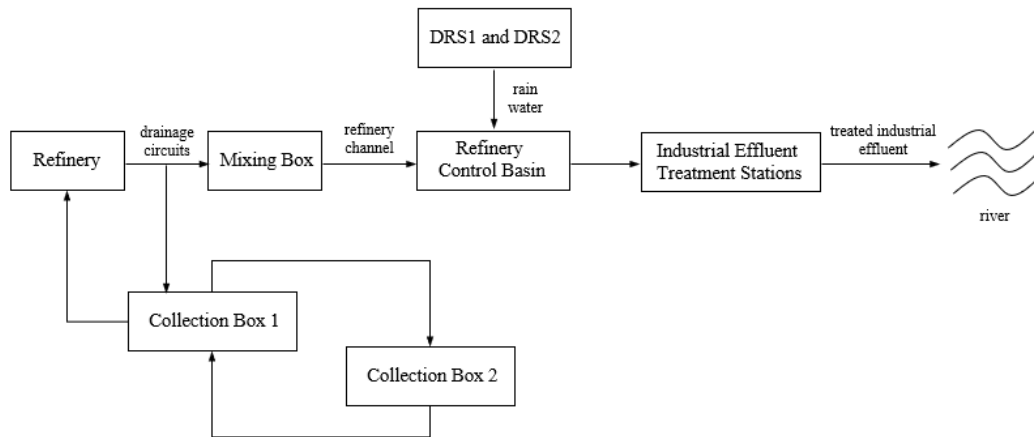 DRS1 and DRS2
rain
water
Refinery
drainage
circuits
Mixing Box
refinery
channel
Refinery
Control Basin
Industrial Effluent
Treatment Stations
treated industrial
effluent
river
Collection Box 1
Collection Box 2